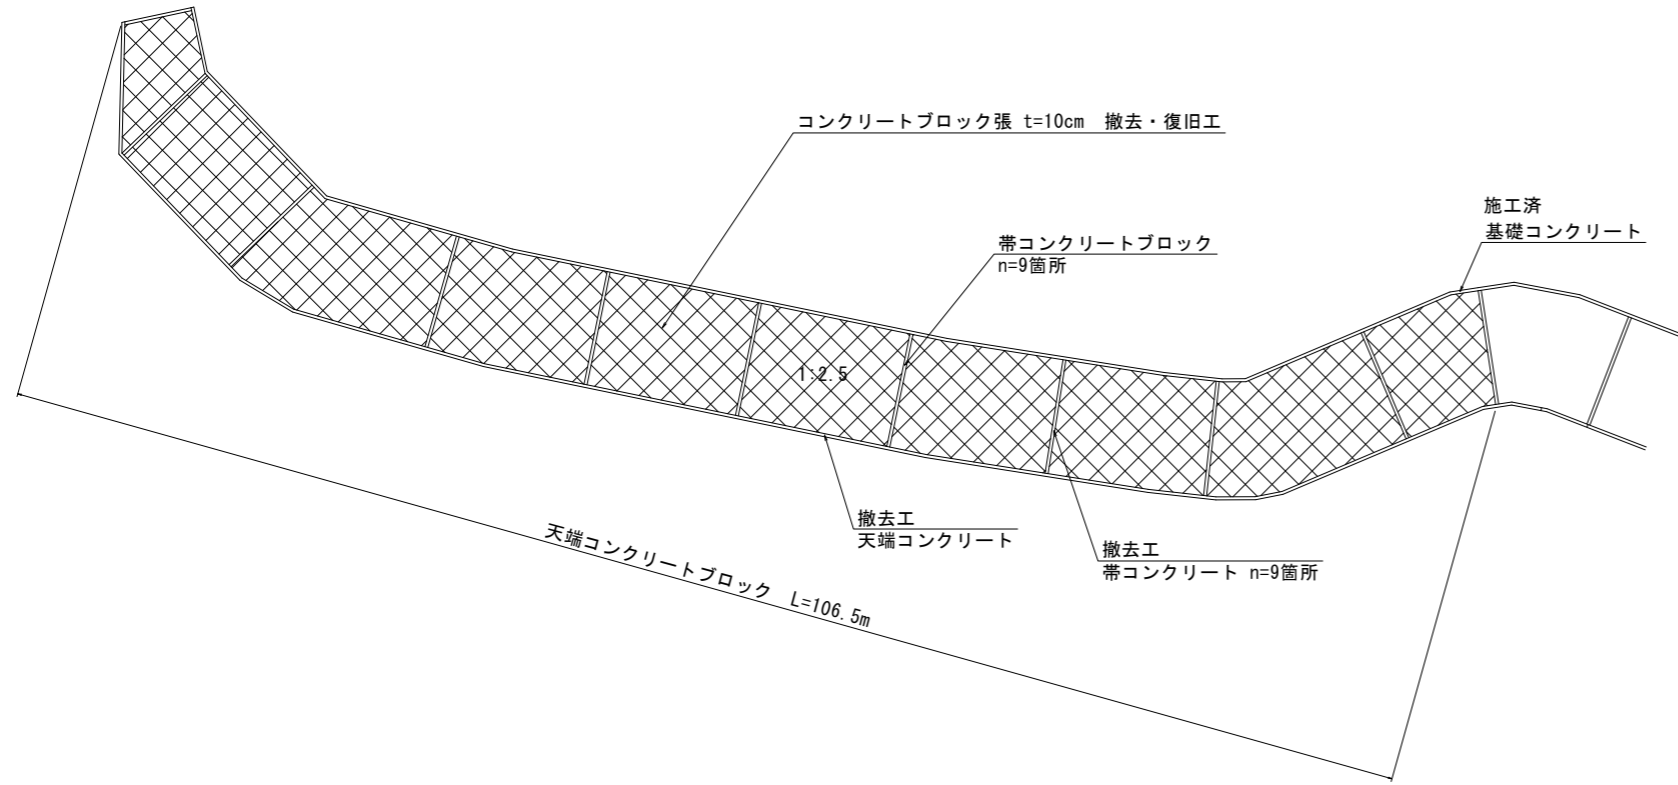 コンクリートブロック張 t=10cm 撤去・復旧工
施工済
基礎コンクリート
帯コンクリートブロック
n=9箇所
1:2.5
撤去工
天端コンクリート
撤去工
帯コンクリート n=9箇所
天端コンクリートブロック L=106.5m